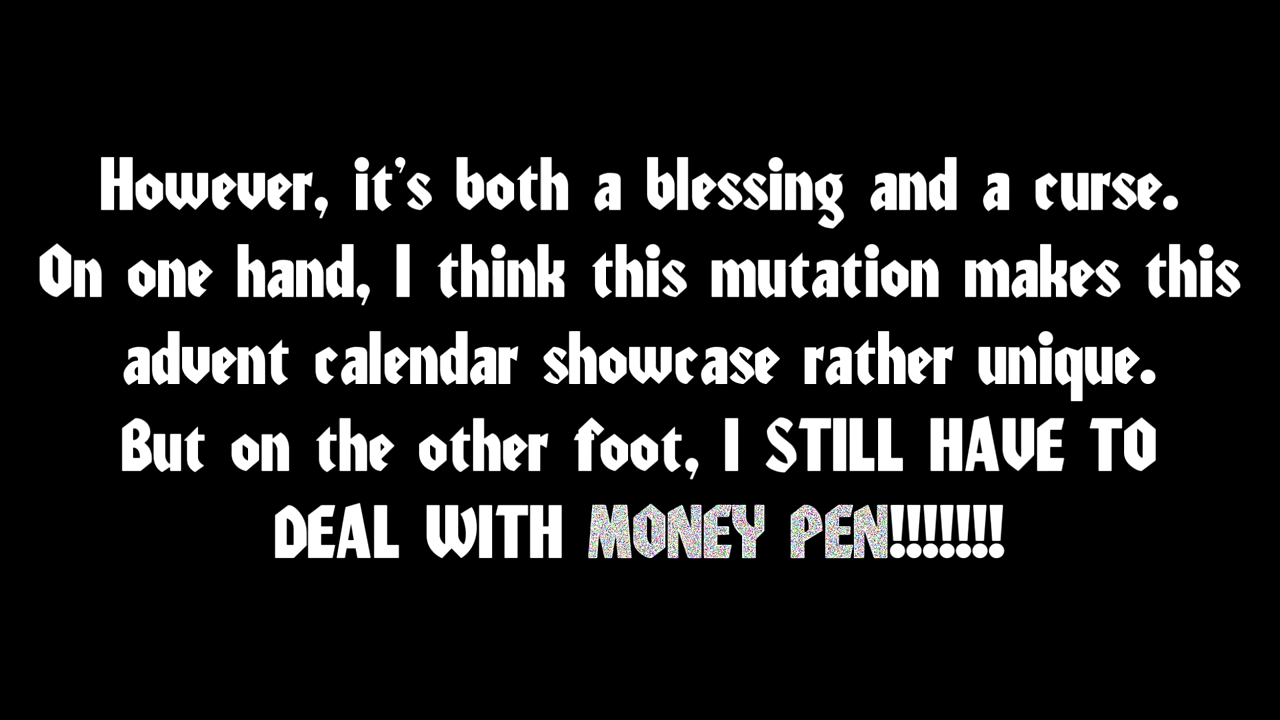 However, it's both a blessing and a curse.
On one hand, I think this mutation makes this
advent calendar showcase rather unique.
But on the other foot, I STILL HAVE TO
DEAL WITH MONEY PEN!!!!!!!